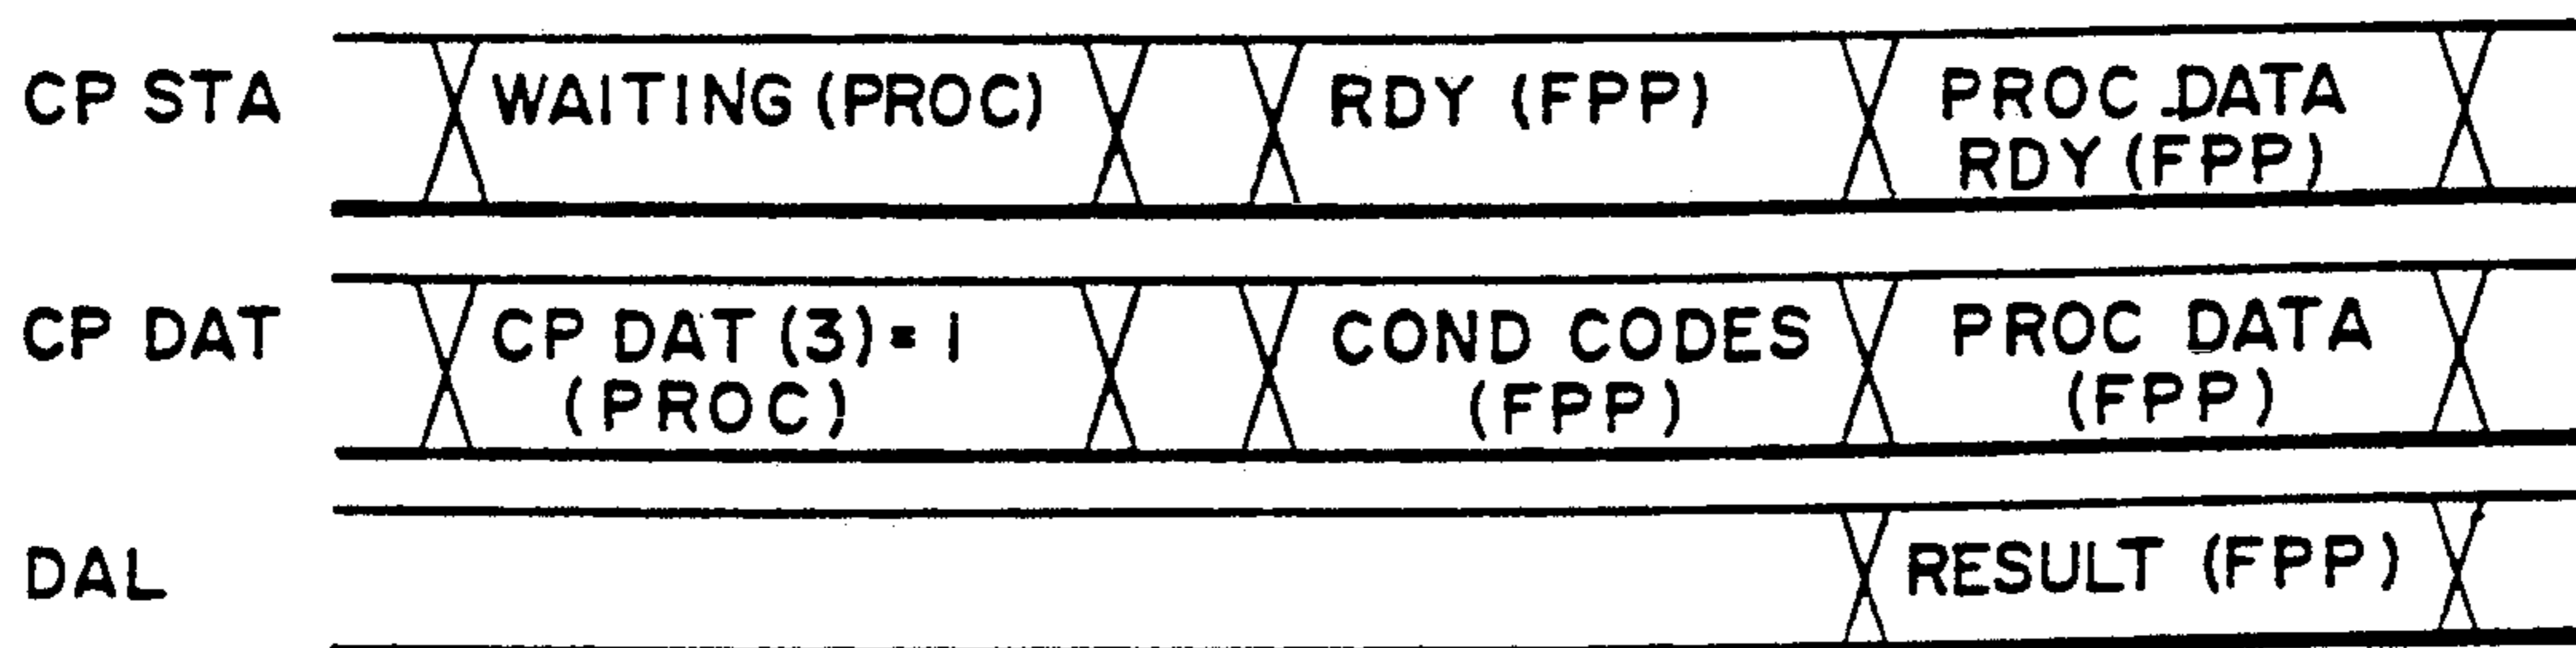 CP STA
WAITING (PROC)
RDY (FPP)
PROC DATA
RDY (FPP)
CP DAT
CP DAT (3) = 1
(PROC)
COND CODES
(FPP)
PROC DATA
(FPP)
DAL
RESULT (FPP)